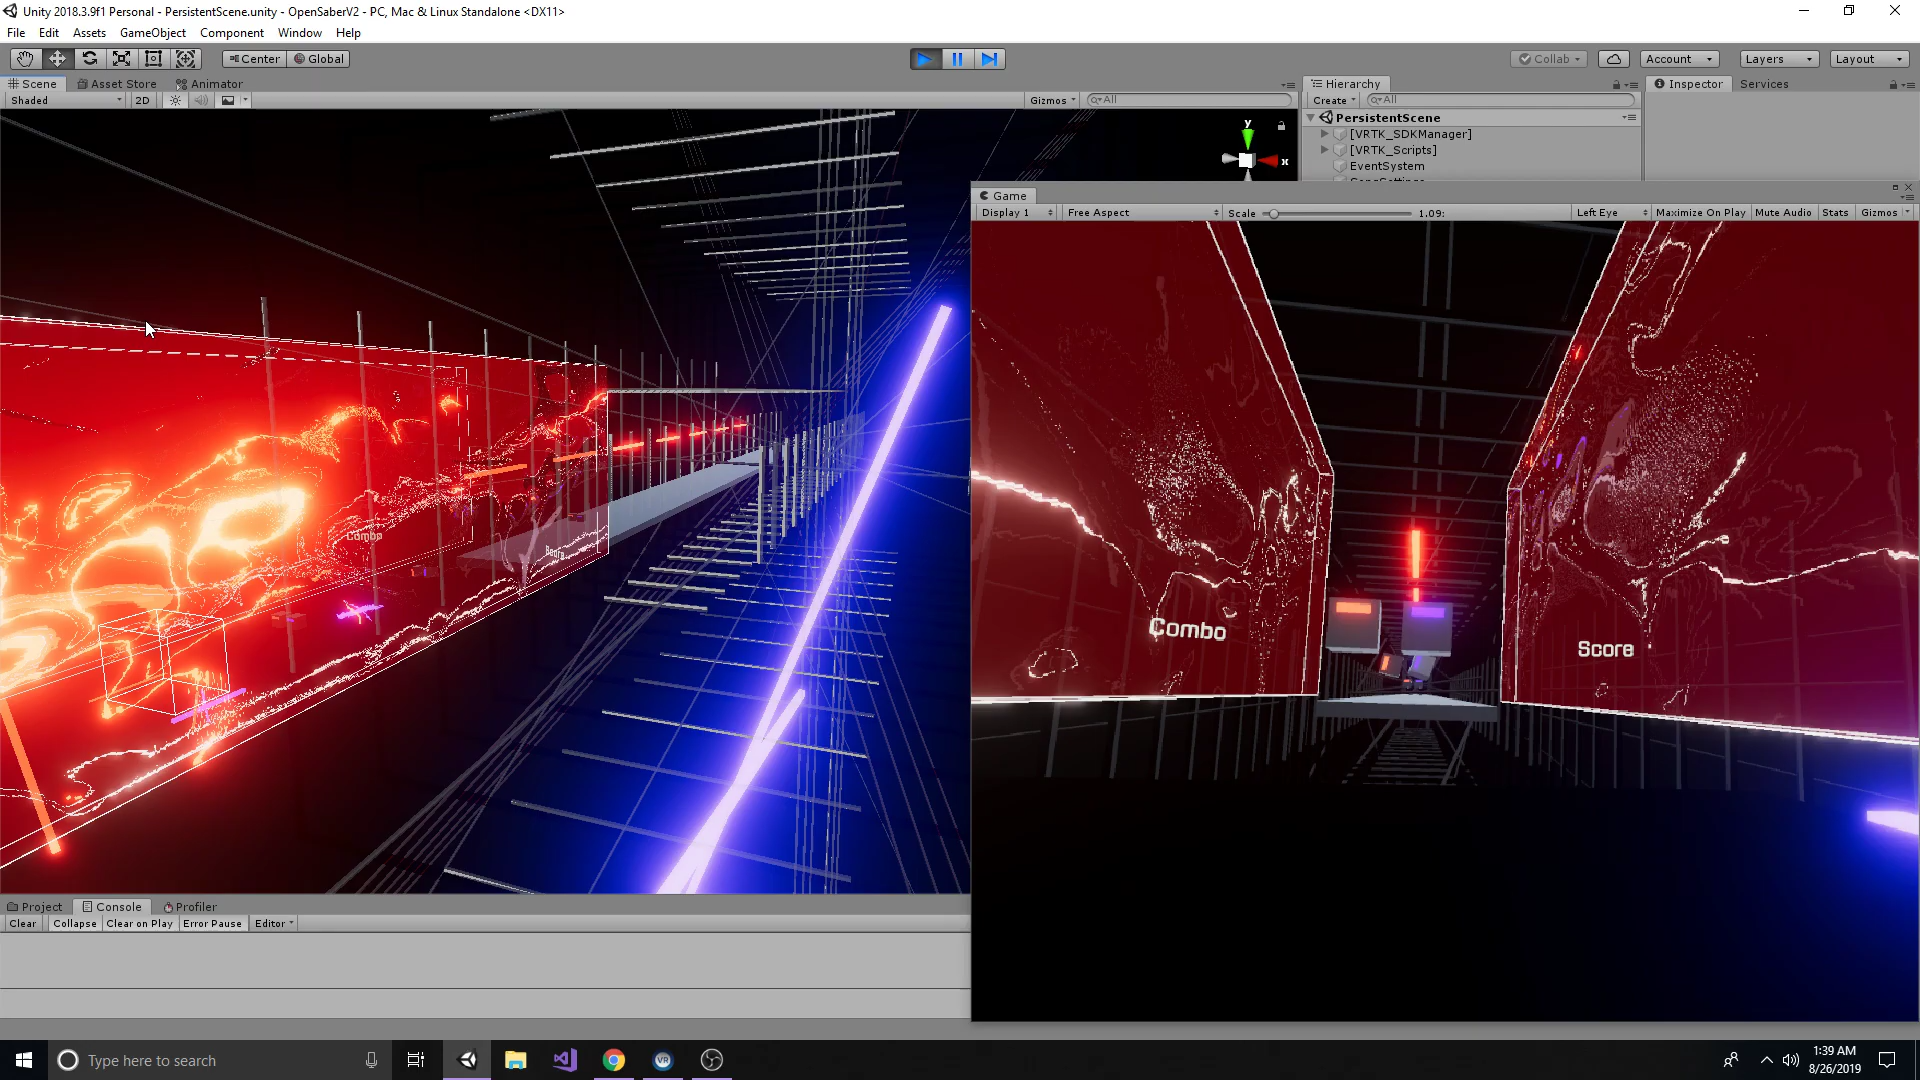 Unity 2018.3.9f1 Personal - PersistentScene.unity - OpenSaberV2 - PC, Mac & Linux Standalone <DX11>
File Edit Assets GameObject Component Window Help
Center Global Collab Account Layers Layout
Scene Asset Store Animator
Shaded 2D Gizmos All
Hierarchy
Create All
PersistentScene
[VRTK_SDKManager]
[VRTK_Scripts]
EventSystem
Inspector Services
y
x
Game
Display 1 Free Aspect Scale 1.09: Left Eye Maximize On Play Mute Audio Stats Gizmos
Combo
Score
Combo
Score
Project Console Profiler
Clear Collapse Clear on Play Error Pause Editor
Type here to search
VR
1:39 AM
8/26/2019